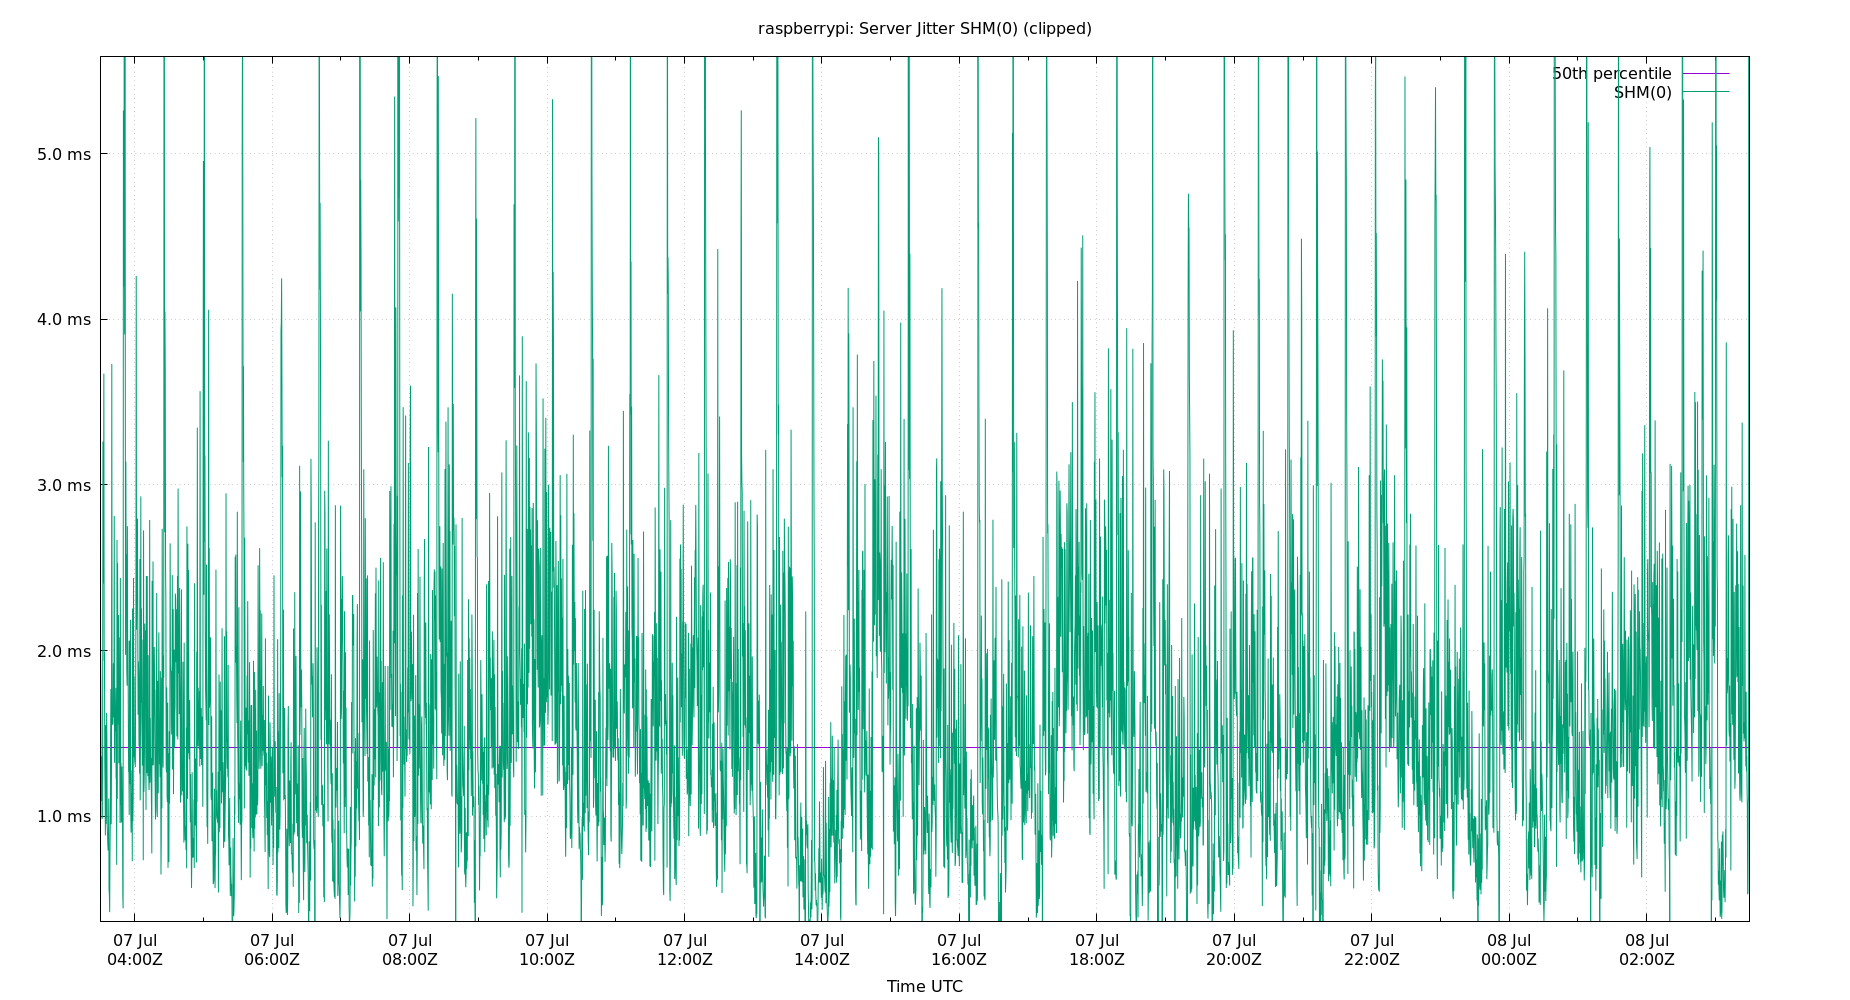 raspberrypi: Server Jitter SHM(0) (clipped)
50th percentile
SHM(0)
5.0 ms
4.0 ms
3.0 ms
2.0 ms
1.0 ms
07 Jul 07 Jul 07 Jul 07 Jul 07 Jul 07 Jul 07 Jul 07 Jul 07 Jul 07 Jul 08 Jul 08 Jul
04:00Z 06:00Z 08:00Z 10:00Z 12:00Z 14:00Z 16:00Z 18:00Z 20:00Z 22:00Z 00:00Z 02:00Z
Time UTC